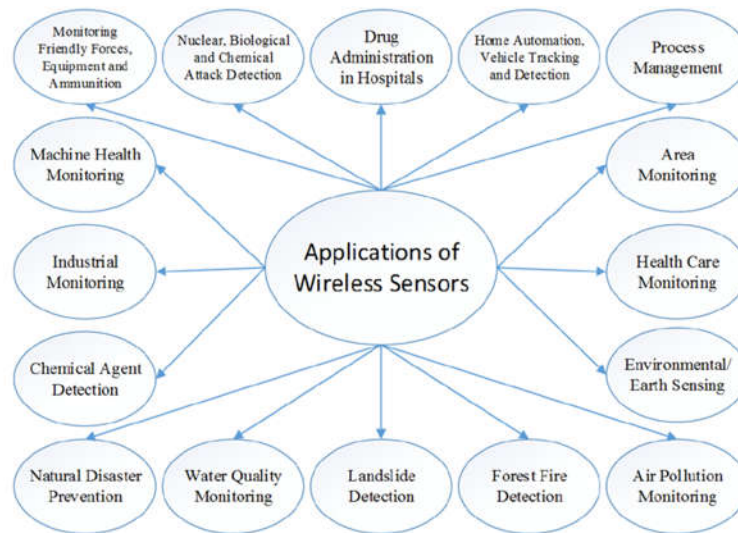 Monitoring
Friendly Forces,
Equipment and
Ammunition
Nuclear, Biological
and Chemical
Attack Detection
Drug
Administration
in Hospitals
Home Automation,
Vehicle Tracking
and Detection
Process
Management
Machine Health
Monitoring
Area
Monitoring
Applications of
Wireless Sensors
Industrial
Monitoring
Health Care
Monitoring
Chemical Agent
Detection
Environmental/
Earth Sensing
Natural Disaster
Prevention
Water Quality
Monitoring
Landslide
Detection
Forest Fire
Detection
Air Pollution
Monitoring